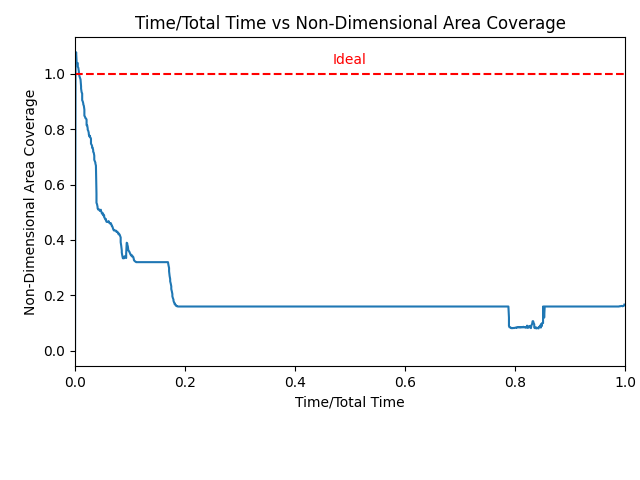 Time/Total Time vs Non-Dimensional Area Coverage
Ideal
Non-Dimensional Area Coverage
1.0
0.8
0.6
0.4
0.2
0.0
0.0 0.2 0.4 0.6 0.8 1.0
Time/Total Time